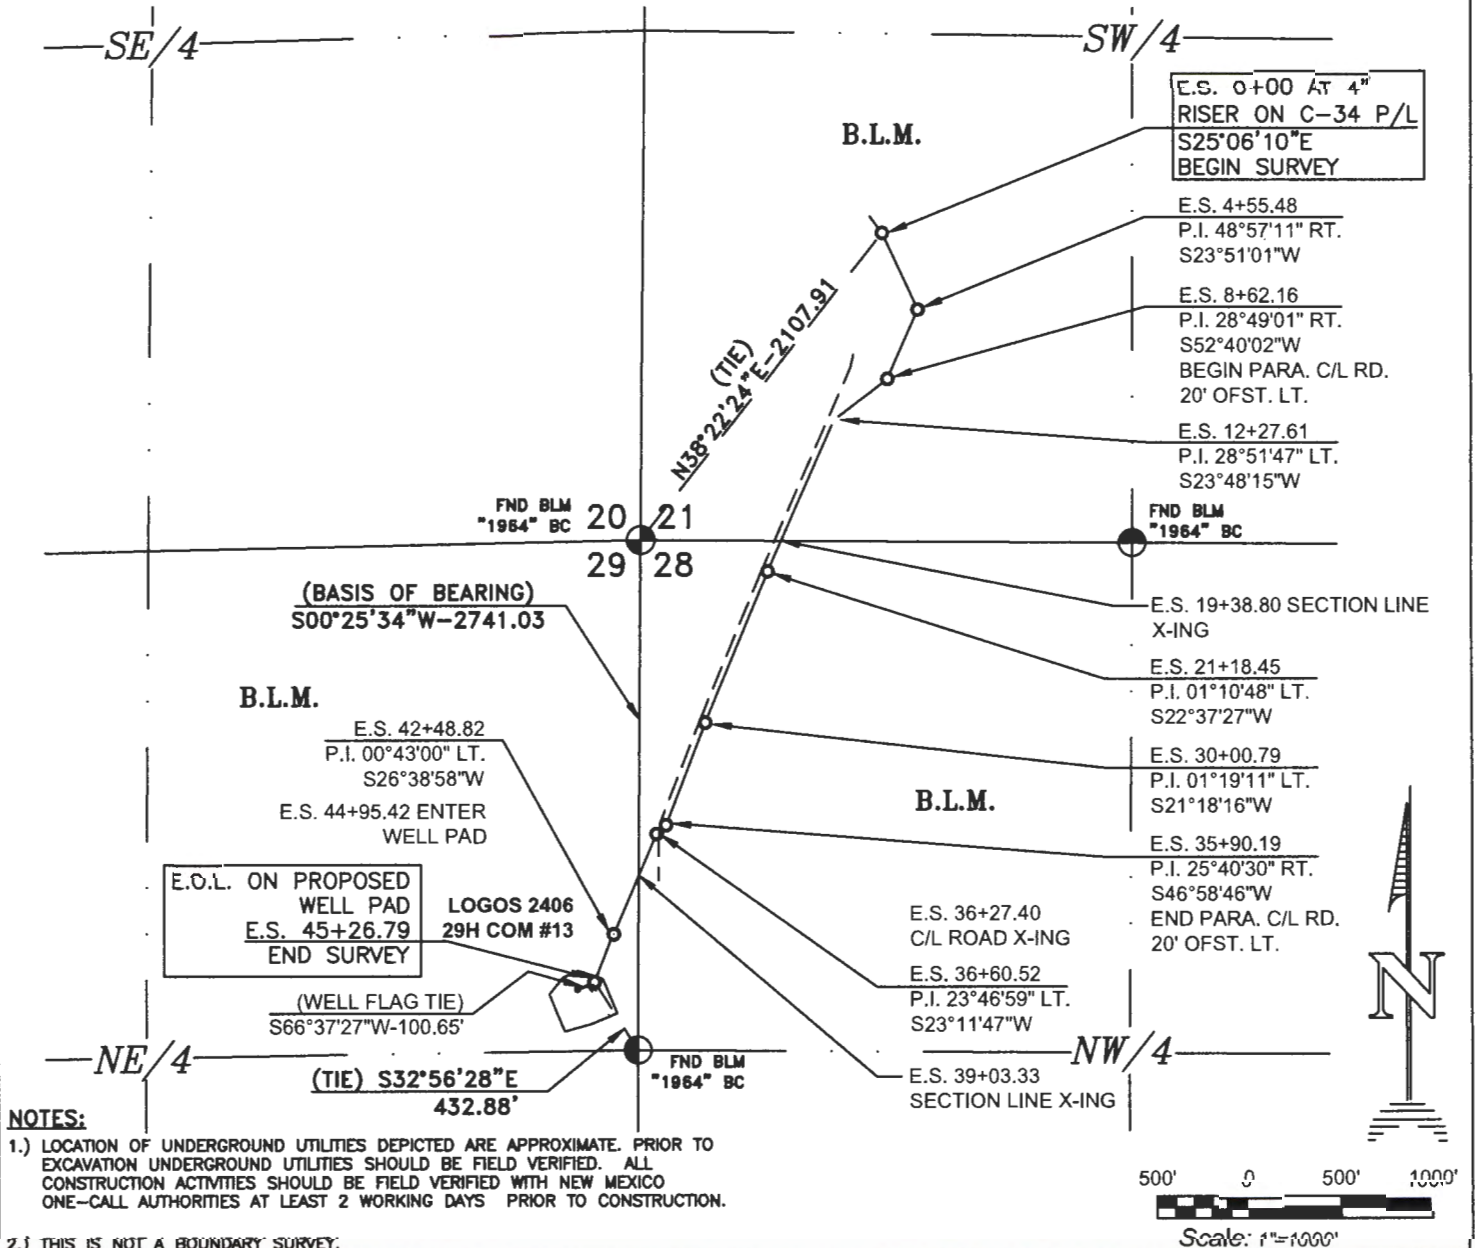 SE/4
SW/4
E.S. 0+00 AT 4"
RISER ON C-34 P/L
S25°06'10"E
BEGIN SURVEY
B.L.M.
E.S. 4+55.48
P.I. 48°57'11" RT.
S23°51'01"W
E.S. 8+62.16
P.I. 28°49'01" RT.
S52°40'02"W
BEGIN PARA. C/L RD.
20' OFST. LT.
(TIE)
N38°22'24"E-2107.91
E.S. 12+27.61
P.I. 28°51'47" LT.
S23°48'15"W
FND BLM
"1964" BC
20 21
29 28
FND BLM
"1964" BC
(BASIS OF BEARING)
S00°25'34"W-2741.03
E.S. 19+38.80 SECTION LINE
X-ING
E.S. 21+18.45
P.I. 01°10'48" LT.
S22°37'27"W
B.L.M.
E.S. 42+48.82
P.I. 00°43'00" LT.
S26°38'58"W
E.S. 30+00.79
P.I. 01°19'11" LT.
S21°18'16"W
B.L.M.
E.S. 44+95.42 ENTER
WELL PAD
E.S. 35+90.19
P.I. 25°40'30" RT.
S46°58'46"W
END PARA. C/L RD.
20' OFST. LT.
E.O.L. ON PROPOSED
WELL PAD
E.S. 45+26.79
END SURVEY
LOGOS 2406
29H COM #13
E.S. 36+27.40
C/L ROAD X-ING
E.S. 36+60.52
P.I. 23°46'59" LT.
S23°11'47"W
(WELL FLAG TIE)
S66°37'27"W-100.65'
N
NE/4
NW/4
FND BLM
"1964" BC
(TIE) S32°56'28"E
432.88'
E.S. 39+03.33
SECTION LINE X-ING
NOTES:
1.) LOCATION OF UNDERGROUND UTILITIES DEPICTED ARE APPROXIMATE. PRIOR TO
EXCAVATION UNDERGROUND UTILITIES SHOULD BE FIELD VERIFIED. ALL
CONSTRUCTION ACTIVITIES SHOULD BE FIELD VERIFIED WITH NEW MEXICO
ONE-CALL AUTHORITIES AT LEAST 2 WORKING DAYS PRIOR TO CONSTRUCTION.
500' 0 500' 1000'
Scale: 1"=1000'
2.) THIS IS NOT A BOUNDARY SURVEY.